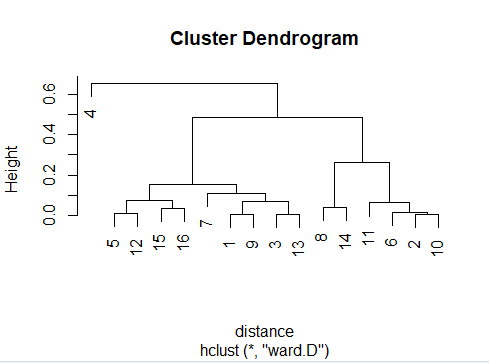 Cluster Dendrogram
Height
0.0 0.2 0.4 0.6
4
5 12 15 16 7 1 9 3 13 8 14 11 6 2 10
distance
hclust (*, "ward.D")